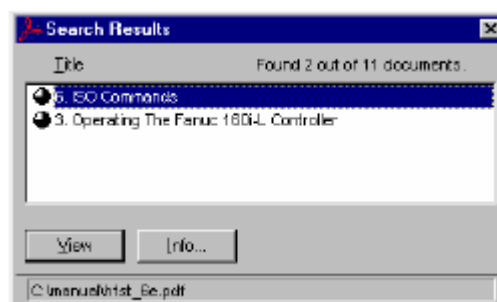 Search Results
Title Found 2 out of 11 documents.
6. ISO Commands
3. Operating The Fanuc 160i-L Controller
View Info...
C:\manual\h1st_6e.pdf